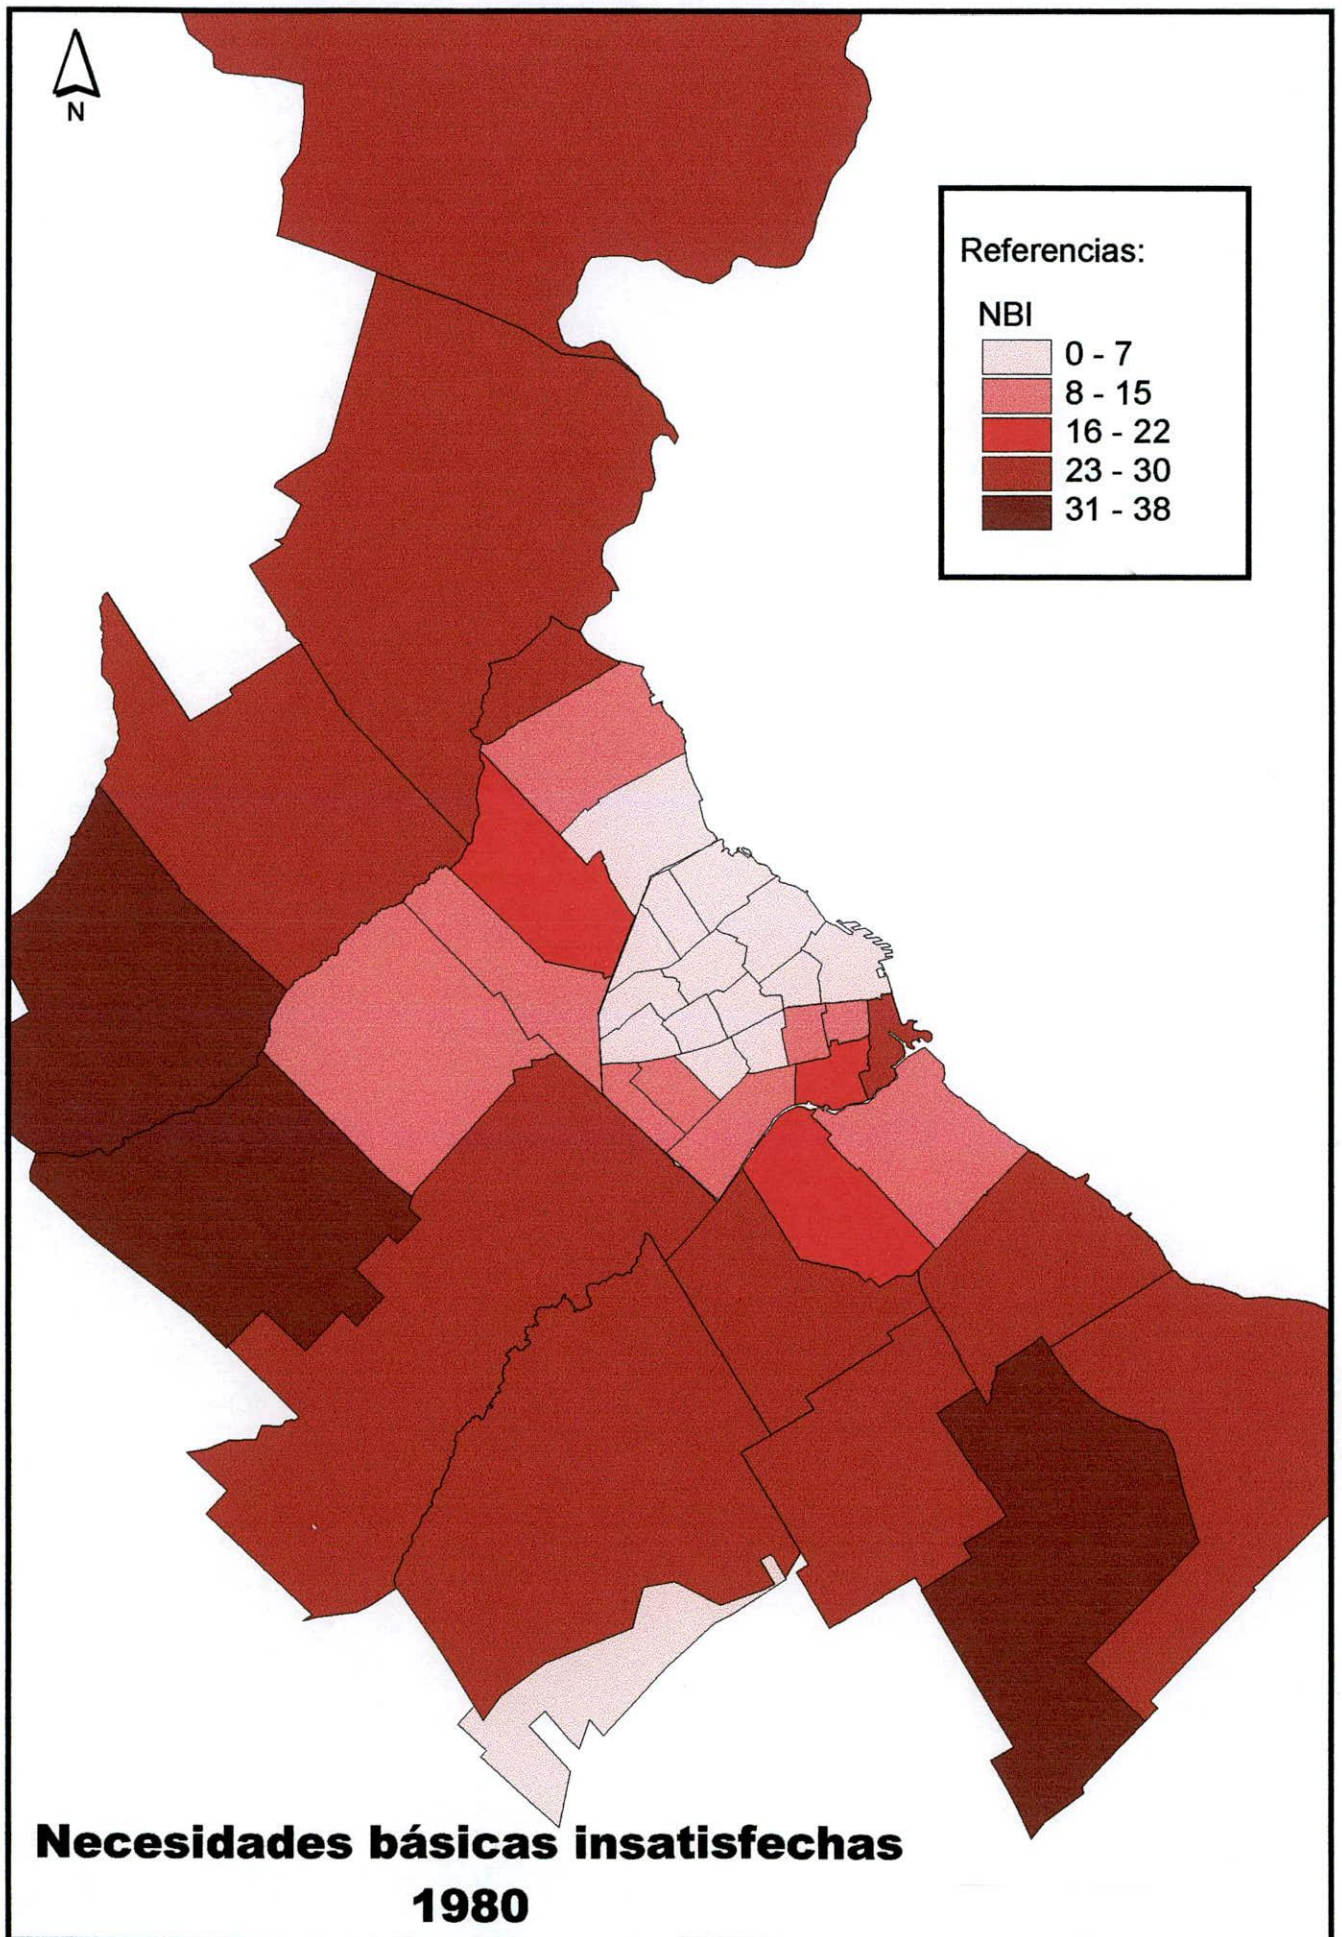 N
Referencias:
NBI
0 - 7
8 - 15
16 - 22
23 - 30
31 - 38
Necesidades básicas insatisfechas
1980